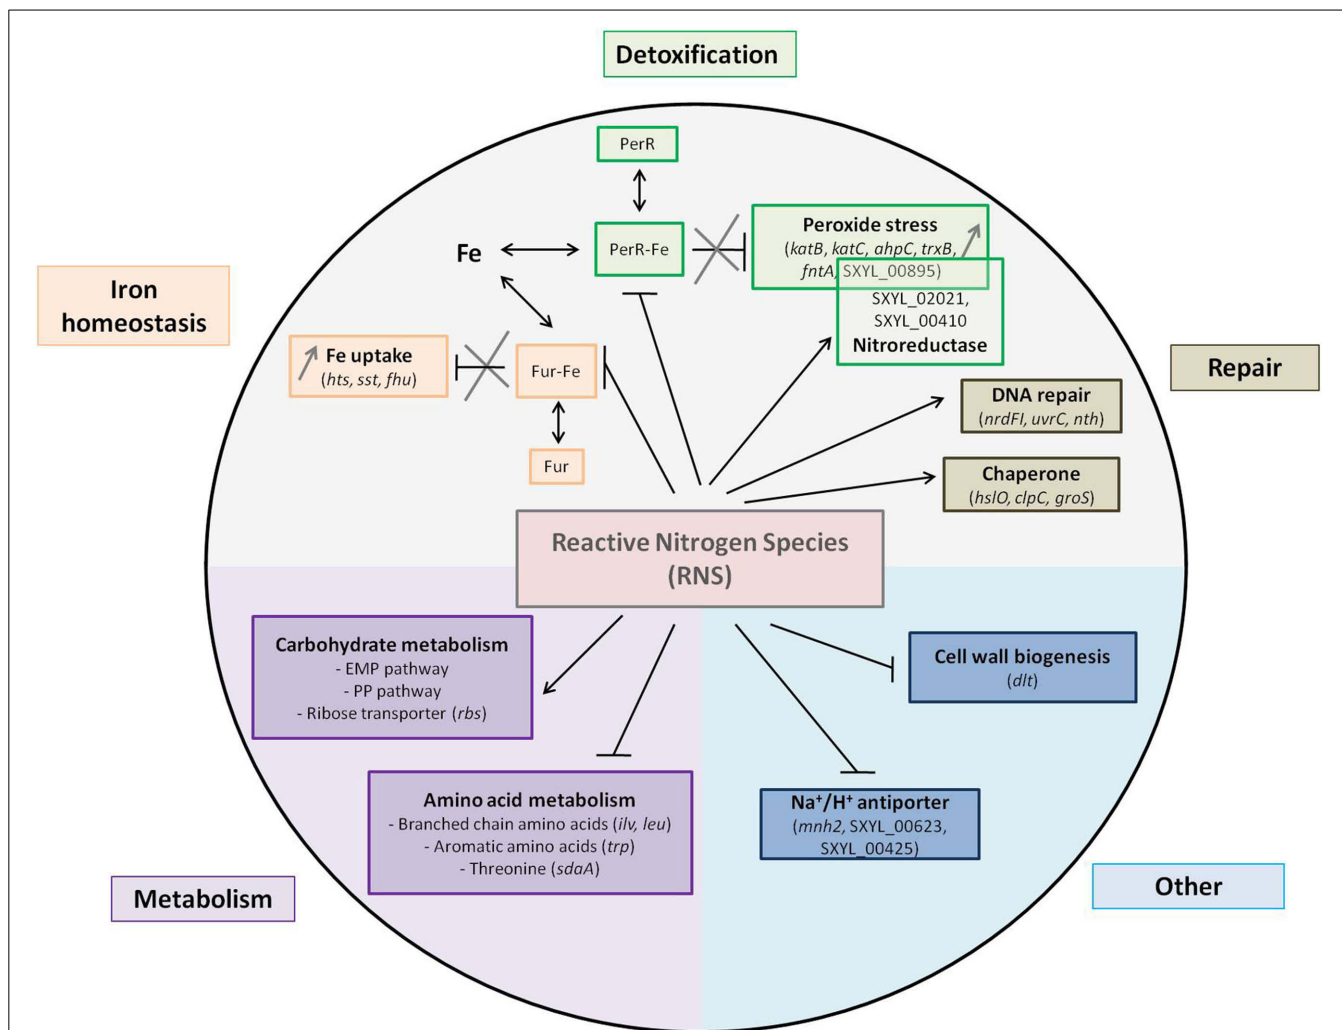 Detoxification
PerR
PerR-Fe
Peroxide stress
(katB, katC, ahpC, trxB,
fntA, SXYL_00895)
SXYL_02021,
SXYL_00410
Nitroreductase
Fe
Iron
homeostasis
Fe uptake
(hts, sst, fhu)
Fur-Fe
Fur
Repair
DNA repair
(nrdFI, uvrC, nth)
Chaperone
(hslO, clpC, groS)
Reactive Nitrogen Species
(RNS)
Carbohydrate metabolism
- EMP pathway
- PP pathway
- Ribose transporter (rbs)
Cell wall biogenesis
(dlt)
Amino acid metabolism
- Branched chain amino acids (ilv, leu)
- Aromatic amino acids (trp)
- Threonine (sdaA)
Na⁺/H⁺ antiporter
(mnh2, SXYL_00623,
SXYL_00425)
Metabolism
Other